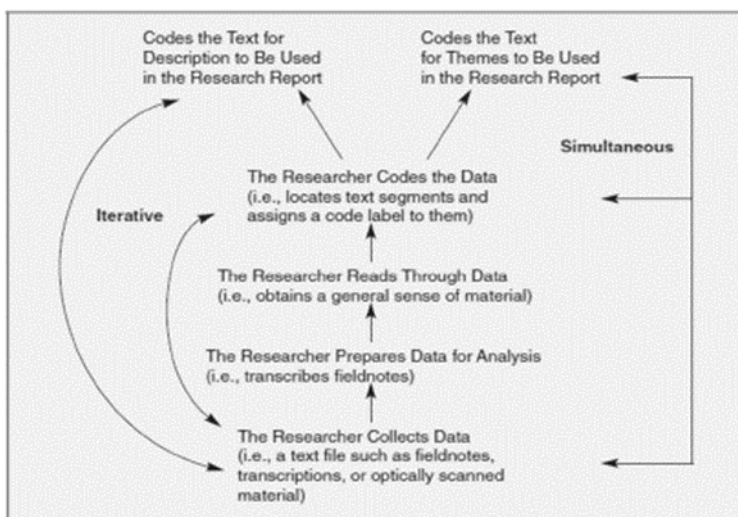 Codes the Text for
Description to Be Used
in the Research Report
Codes the Text
for Themes to Be Used
in the Research Report
Simultaneous
The Researcher Codes the Data
(i.e., locates text segments and
assigns a code label to them)
Iterative
The Researcher Reads Through Data
(i.e., obtains a general sense of material)
The Researcher Prepares Data for Analysis
(i.e., transcribes fieldnotes)
The Researcher Collects Data
(i.e., a text file such as fieldnotes,
transcriptions, or optically scanned
material)